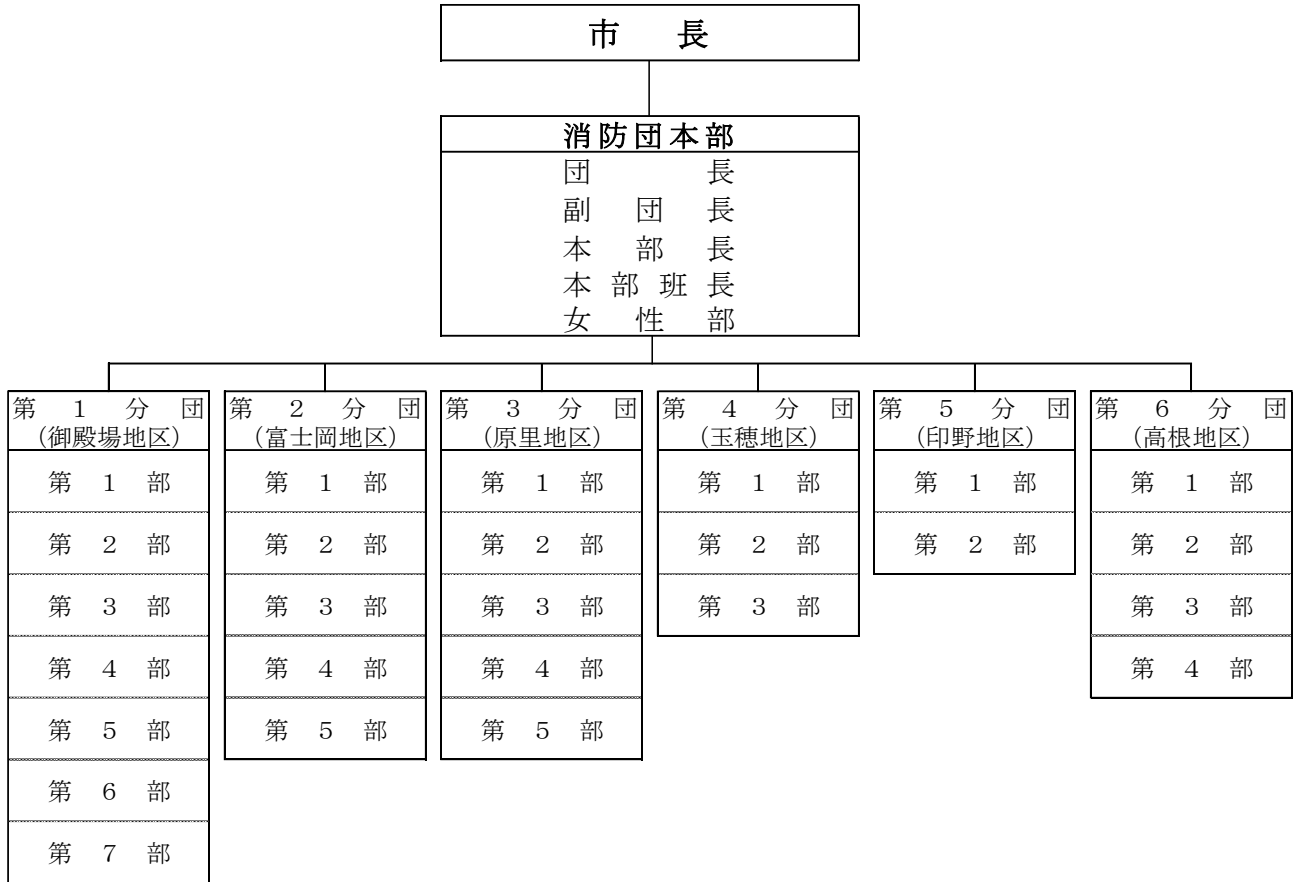 市　長
消防団本部
団　長
副団長
本部長
本部班長
女性部
第1分団
(御殿場地区)
第1部
第2部
第3部
第4部
第5部
第6部
第7部
第2分団
(富士岡地区)
第1部
第2部
第3部
第4部
第5部
第3分団
(原里地区)
第1部
第2部
第3部
第4部
第5部
第4分団
(玉穂地区)
第1部
第2部
第3部
第5分団
(印野地区)
第1部
第2部
第6分団
(高根地区)
第1部
第2部
第3部
第4部